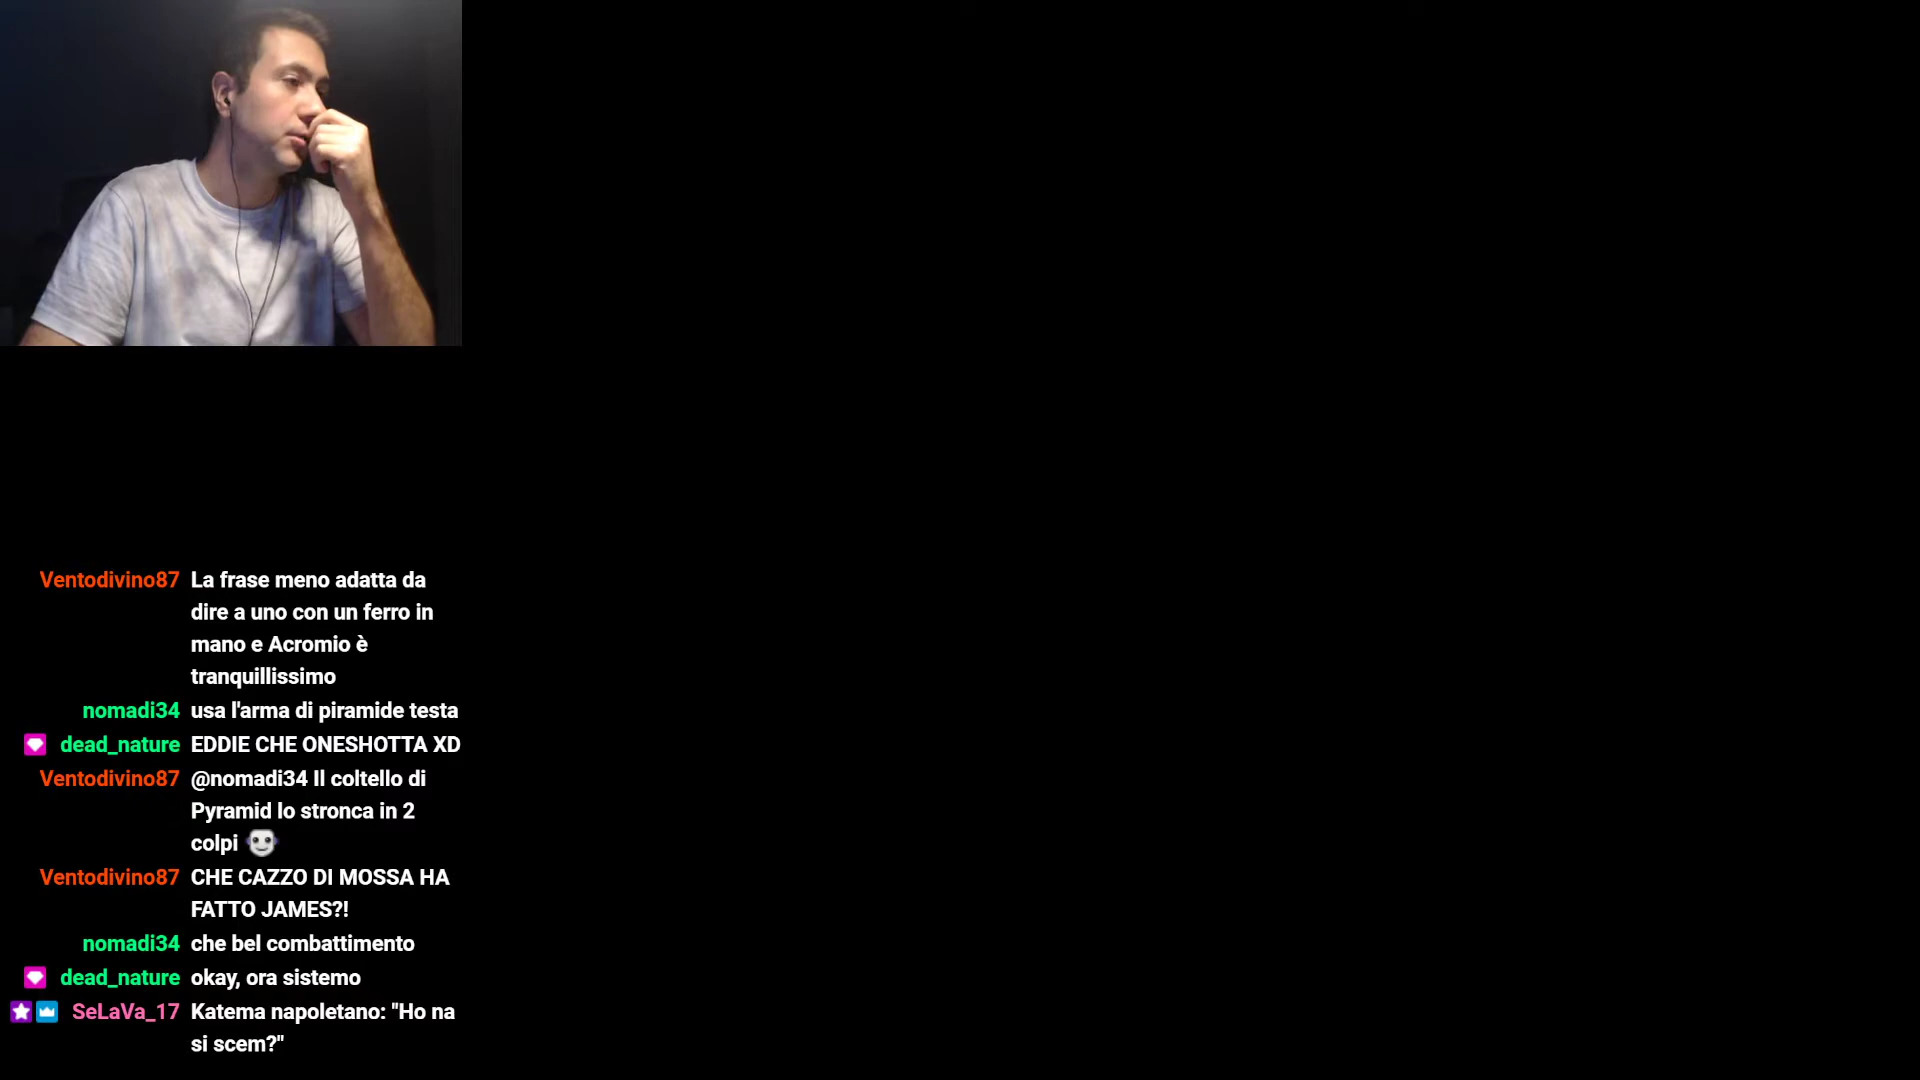 Ventodivino87 La frase meno adatta da
dire a uno con un ferro in
mano e Acromio è
tranquillissimo
nomadi34 usa l'arma di piramide testa
dead_nature EDDIE CHE ONESHOTTA XD
Ventodivino87 @nomadi34 Il coltello di
Pyramid lo stronca in 2
colpi
Ventodivino87 CHE CAZZO DI MOSSA HA
FATTO JAMES?!
nomadi34 che bel combattimento
dead_nature okay, ora sistemo
SeLaVa_17 Katema napoletano: "Ho na
si scem?"